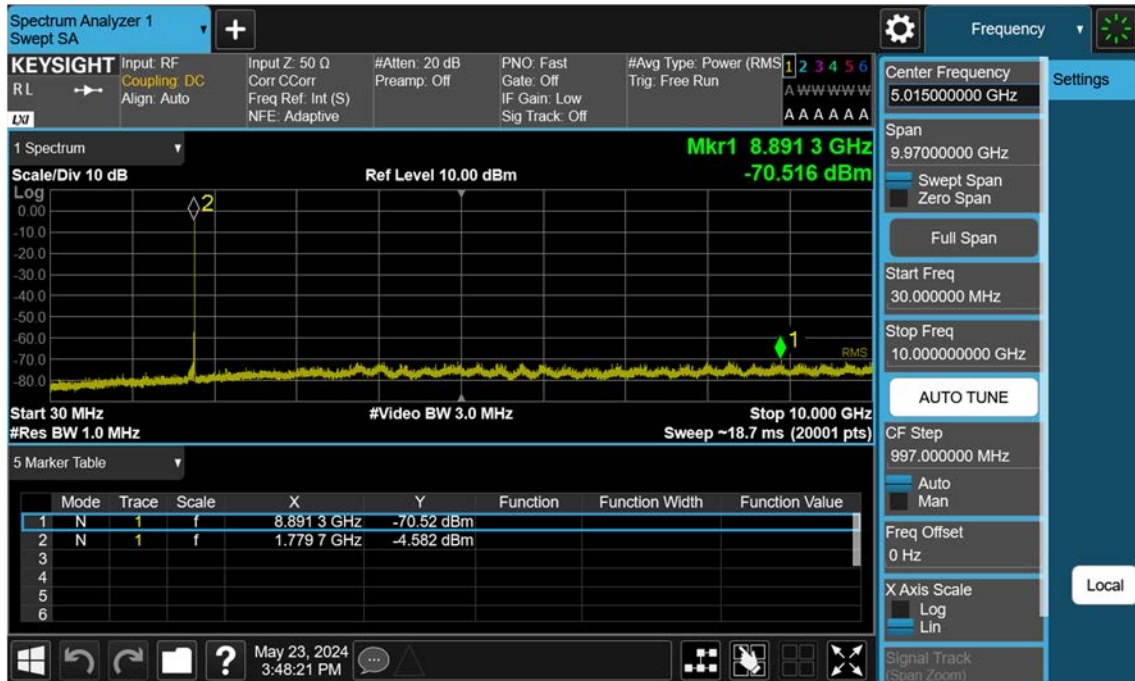 Spectrum Analyzer 1
Swept SA
Frequency
KEYSIGHT
RL
LXI
Input: RF
Coupling: DC
Align: Auto
Input Z: 50 Ω
Corr CCorr
Freq Ref: Int (S)
NFE: Adaptive
#Atten: 20 dB
Preamp: Off
PNO: Fast
Gate: Off
IF Gain: Low
Sig Track: Off
#Avg Type: Power (RMS
Trig: Free Run
1 2 3 4 5 6
A W W W W W
A A A A A A
1 Spectrum
Mkr1 8.891 3 GHz
-70.516 dBm
Scale/Div 10 dB
Ref Level 10.00 dBm
Log
0.00
-10.0
-20.0
-30.0
-40.0
-50.0
-60.0
-70.0
-80.0
2
1
RMS
Start 30 MHz
#Video BW 3.0 MHz
Stop 10.000 GHz
#Res BW 1.0 MHz
Sweep ~18.7 ms (20001 pts)
5 Marker Table
Mode Trace Scale X Y Function Function Width Function Value
1 N 1 f 8.891 3 GHz -70.52 dBm
2 N 1 f 1.779 7 GHz -4.582 dBm
3
4
5
6
?
May 23, 2024
3:48:21 PM
Center Frequency
5.015000000 GHz
Settings
Span
9.97000000 GHz
Swept Span
Zero Span
Full Span
Start Freq
30.000000 MHz
Stop Freq
10.000000000 GHz
AUTO TUNE
CF Step
997.000000 MHz
Auto
Man
Freq Offset
0 Hz
X Axis Scale
Log
Lin
Local
Signal Track
(Span Zoom)